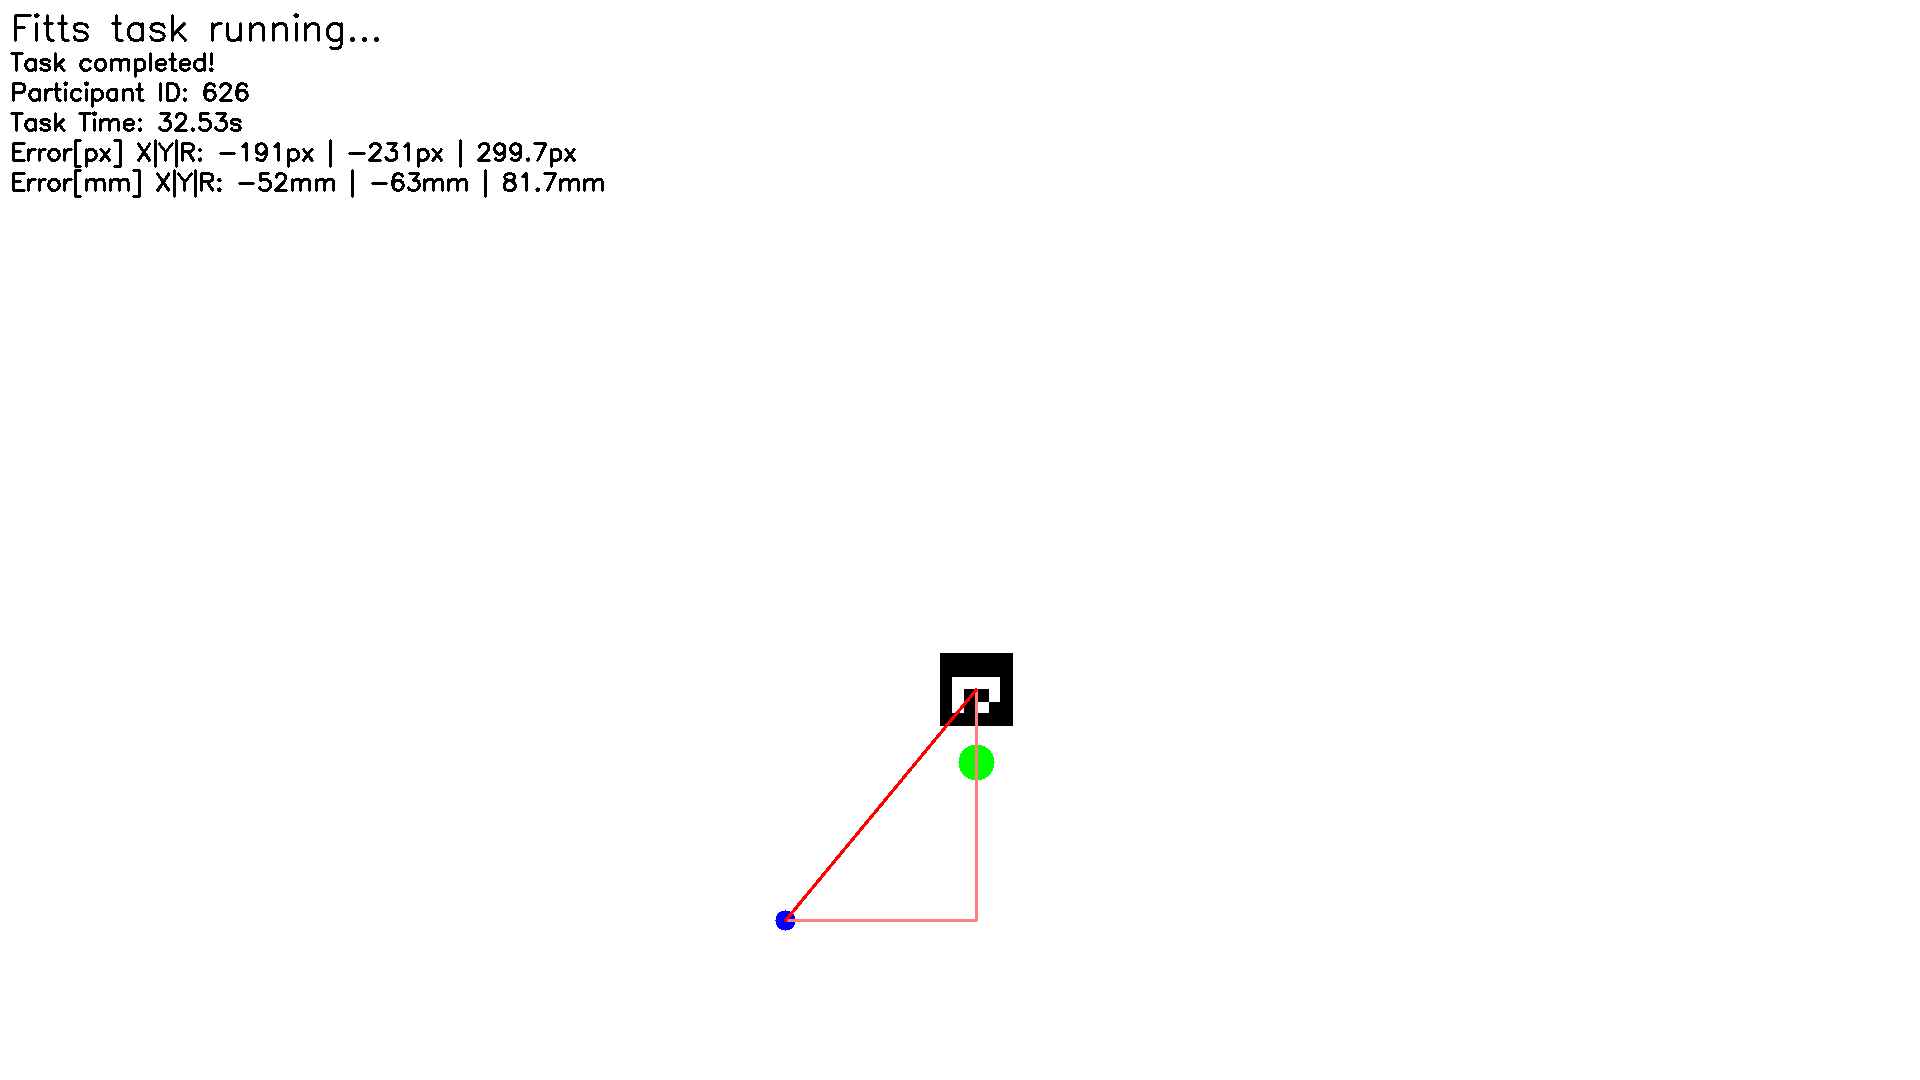 Fitts task running...
Task completed!
Participant ID: 626
Task Time: 32.53s
Error[px] X|Y|R: -191px | -231px | 299.7px
Error[mm] X|Y|R: -52mm | -63mm | 81.7mm